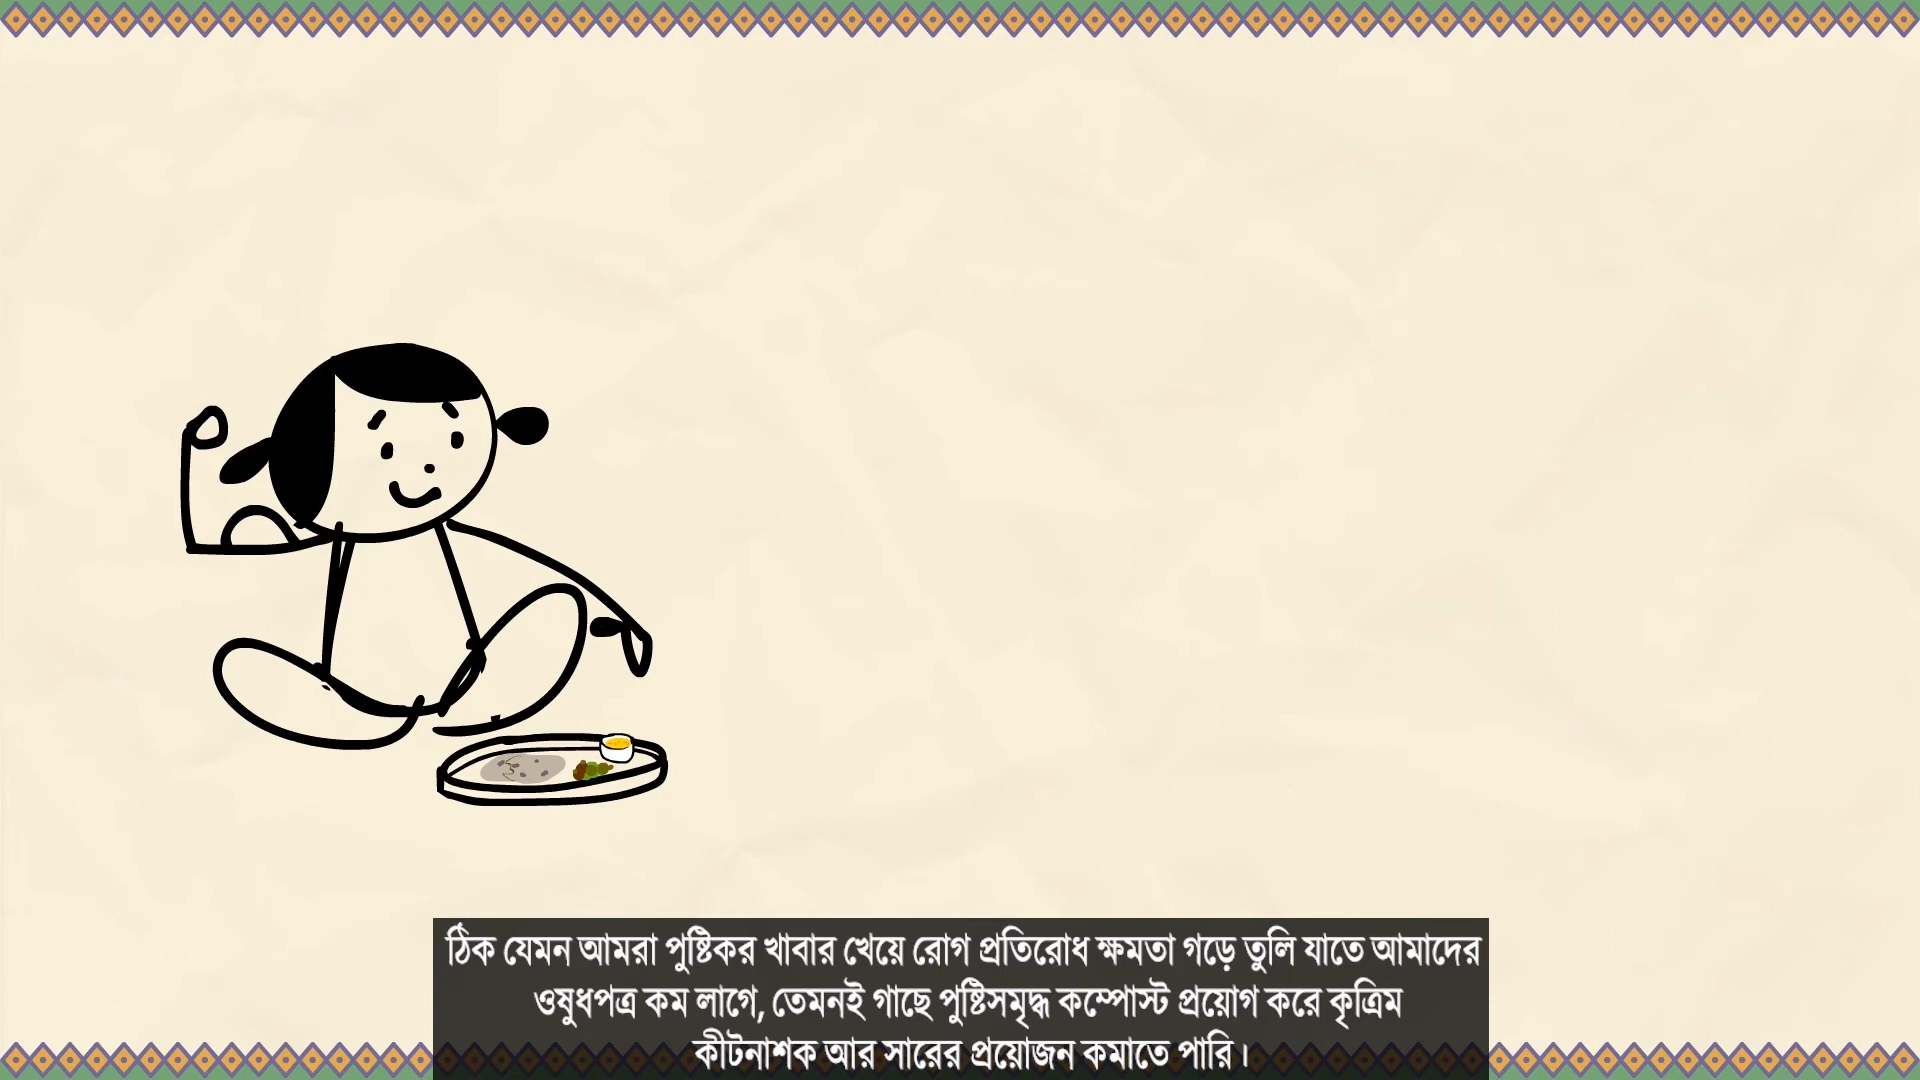 ঠিক যেমন আমরা পুষ্টিকর খাবার খেয়ে রোগ প্রতিরোধ ক্ষমতা গড়ে তুলি যাতে আমাদের
ওষুধপত্র কম লাগে, তেমনই গাছে পুষ্টিসমৃদ্ধ কম্পোস্ট প্রয়োগ করে কৃত্রিম
কীটনাশক আর সারের প্রয়োজন কমাতে পারি।